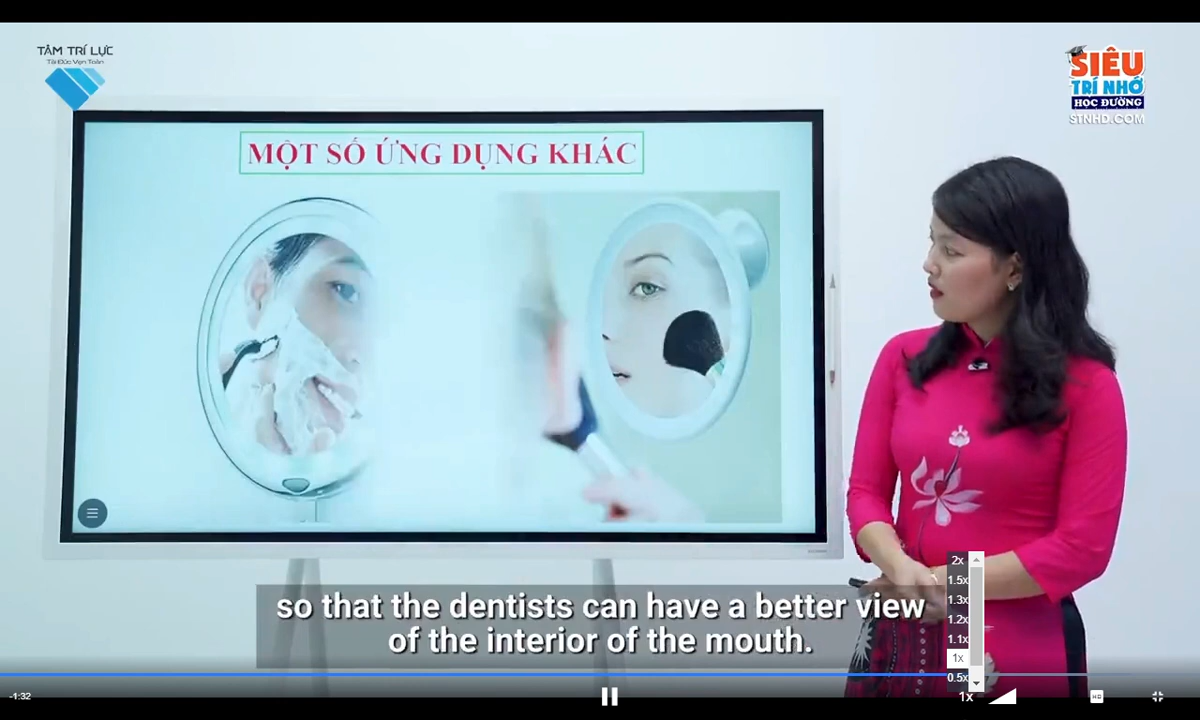 TÂM TRÍ LỰC
Tài Đức Vẹn Toàn
SIÊU
TRÍ NHỚ
HỌC ĐƯỜNG
STNHD.COM
MỘT SỐ ỨNG DỤNG KHÁC
so that the dentists can have a better view
of the interior of the mouth.
2x
1.5x
1.3x
1.2x
1.1x
1x
0.5x
-1:32
1x
HD